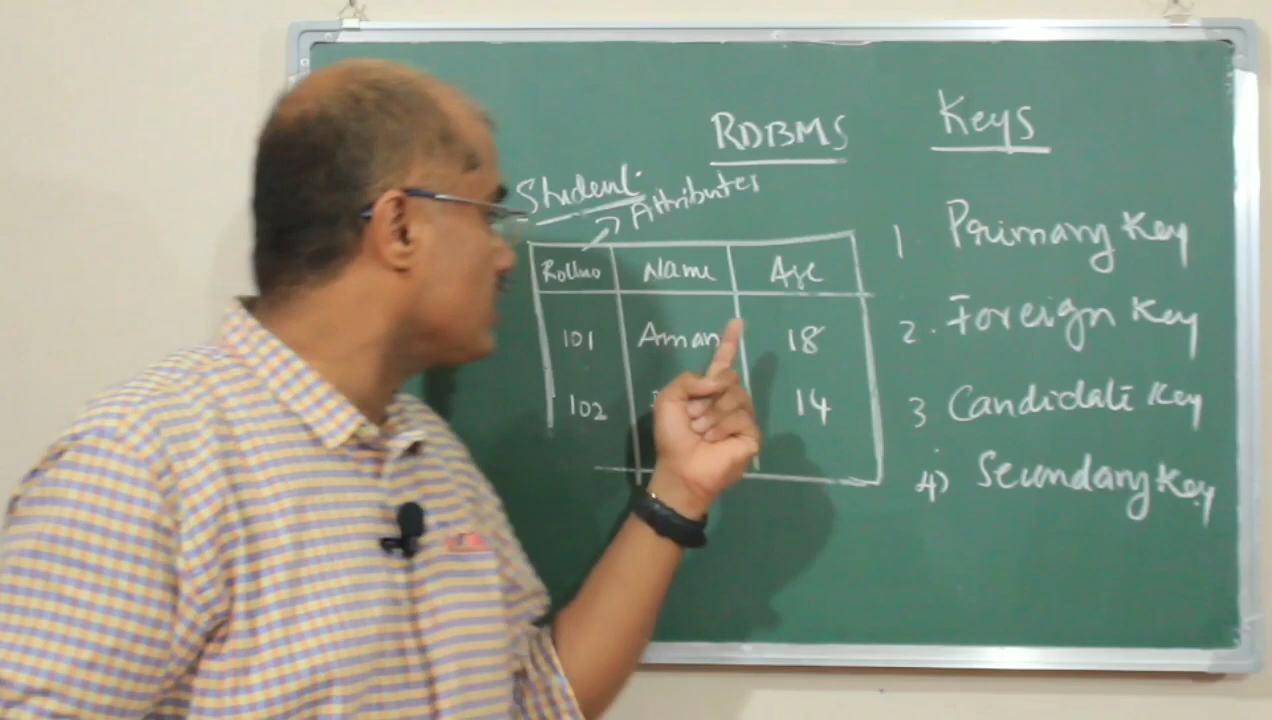 RDBMS
Keys
Student
Attributes
Rollno Name Age
101 Aman 18
102 14
1 Primary Key
2. Foreign Key
3 Candidate Key
4) Secondary Key